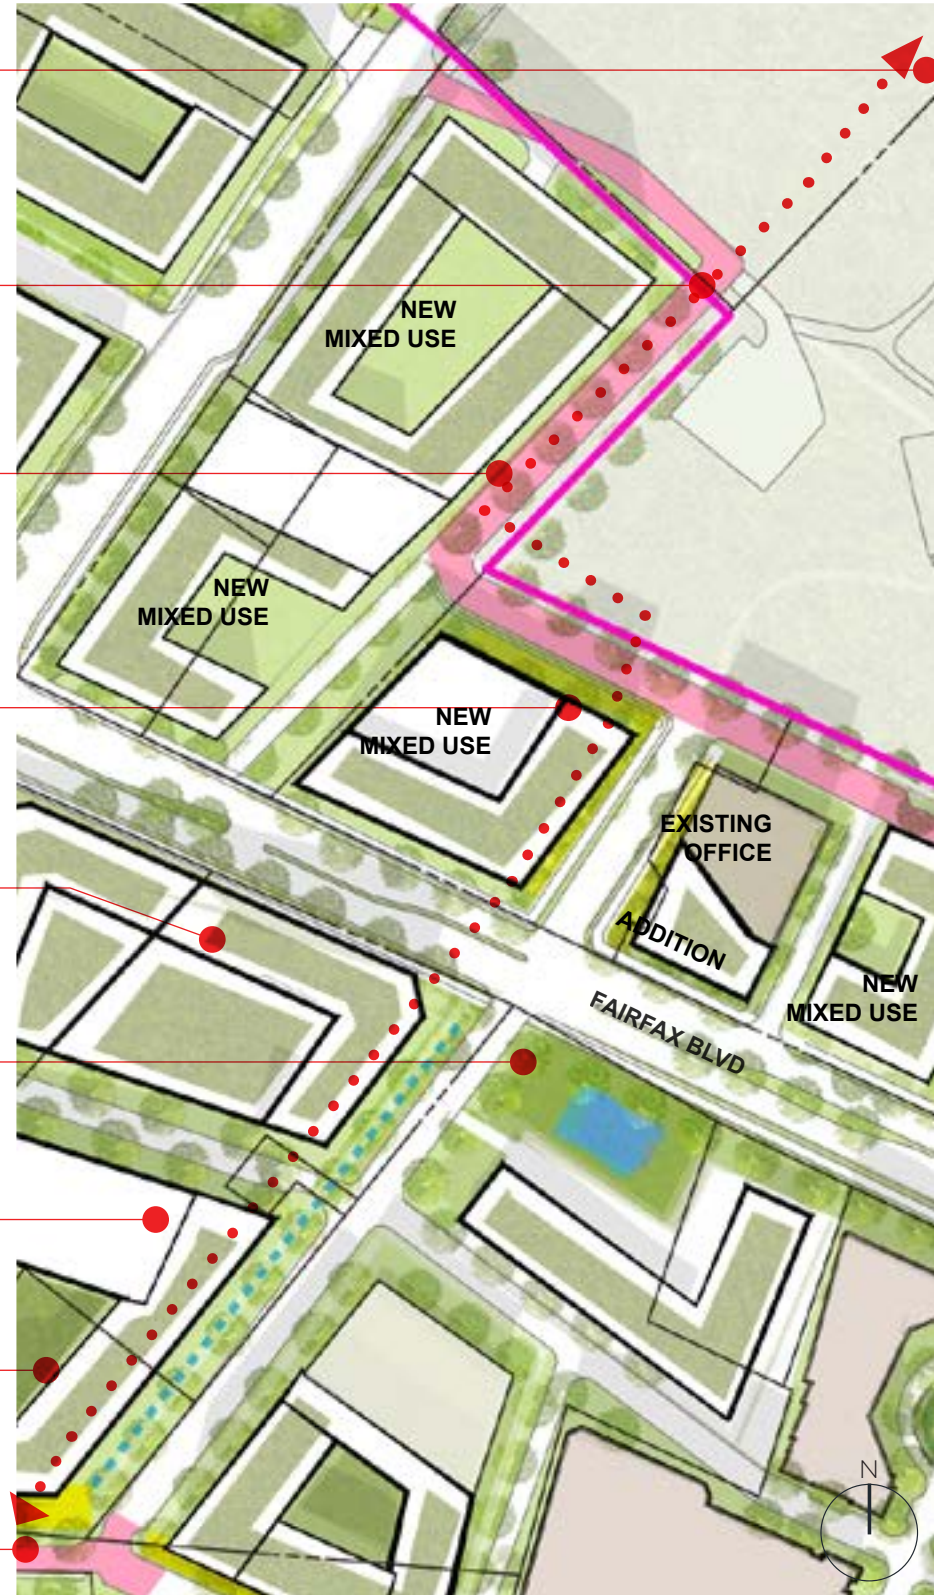 NEW
MIXED USE
NEW
MIXED USE
NEW
MIXED USE
EXISTING
OFFICE
ADDITION
NEW
MIXED USE
FAIRFAX BLVD
N